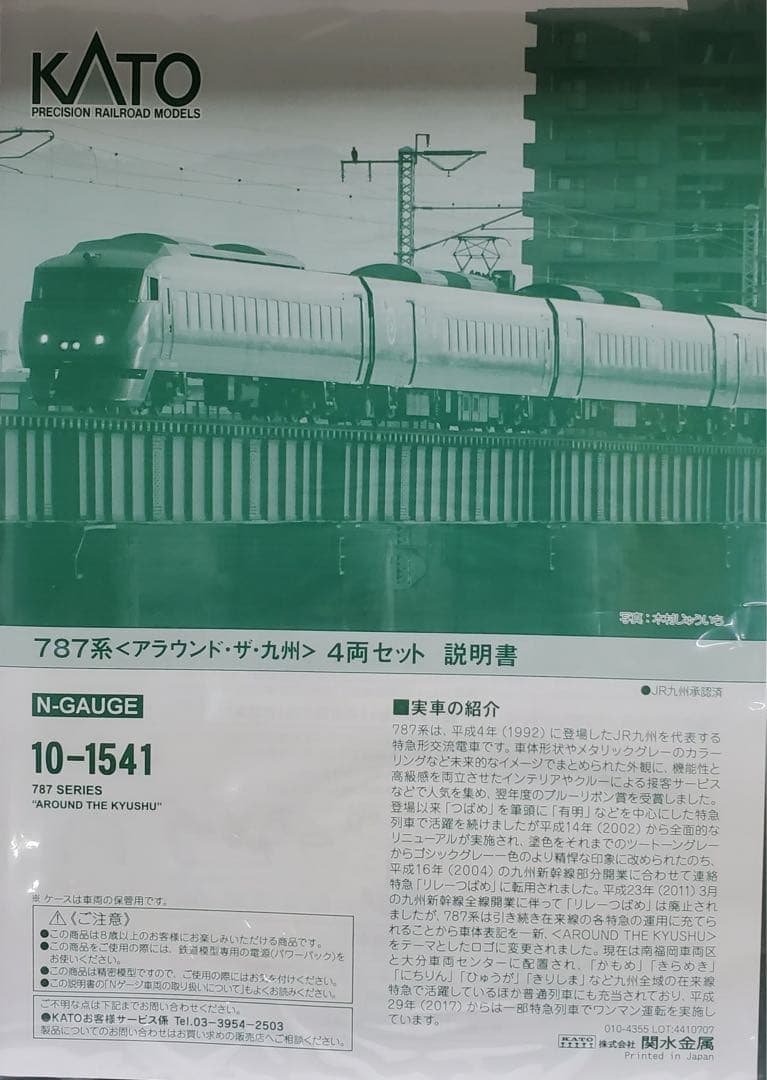 KATO
PRECISION RAILROAD MODELS
写真：木村じゅういち
787系<アラウンド・ザ・九州> 4両セット 説明書
●JR九州承認済
N-GAUGE
10-1541
787 SERIES
“AROUND THE KYUSHU”
※ ケースは車両の保管用です。
⚠《ご注意》
●この商品は8歳以上のお客様にお楽しみいただける商品です。
●この商品をご使用の際には、鉄道模型専用の電源(パワーパック)を
お使いください。
●この商品は精密模型ですので、ご使用の際にはお気を付けください。
●この説明書の「Nゲージ車両の取り扱いについて」もよくお読みください。
ご不明な点は下記までお問い合わせください。
●KATOお客様サービス係 Tel.03-3954-2503
製品についてのお問い合わせはお買い求めの販売店へご相談ください。
■実車の紹介
787系は、平成4年（1992）に登場したJR九州を代表する
特急形交流電車です。車体形状やメタリックグレーのカラー
リングなど未来的なイメージでまとめられた外観に、機能性と
高級感を両立させたインテリアやクルーによる接客サービス
などで人気を集め、翌年度のブルーリボン賞を受賞しました。
登場以来「つばめ」を筆頭に「有明」などを中心にした特急
列車で活躍を続けましたが平成14年（2002）から全面的な
リニューアルが実施され、塗色をそれまでのツートーングレー
からゴシックグレー一色のより精悍な印象に改められたのち、
平成16年（2004）の九州新幹線部分開業に合わせて連絡
特急「リレーつばめ」に転用されました。平成23年（2011）3月
の九州新幹線全線開業に伴って「リレーつばめ」は廃止され
ましたが、787系は引き続き在来線の各特急の運用に充てら
れることから車体表記を一新、<AROUND THE KYUSHU>
をテーマとしたロゴに変更されました。現在は南福岡車両区
と大分車両センターに配置され、「かもめ」「きらめき」
「にちりん」「ひゅうが」「きりしま」など九州全域の在来線
特急で活躍しているほか普通列車にも充当されており、平成
29年（2017）からは一部特急列車でワンマン運転を実施し
ています。
010-4355 LOT:4410707
KATO 株式会社 関水金属
Printed in Japan